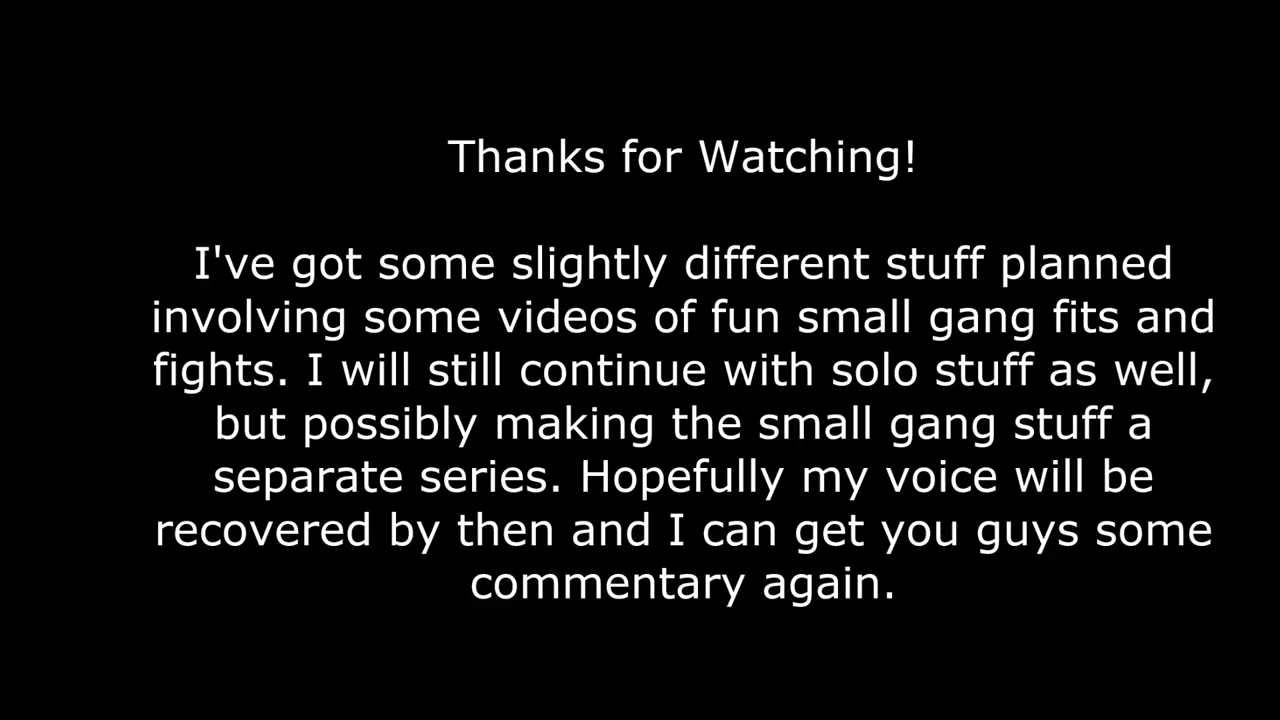 Thanks for Watching!
I've got some slightly different stuff planned
involving some videos of fun small gang fits and
fights. I will still continue with solo stuff as well,
but possibly making the small gang stuff a
separate series. Hopefully my voice will be
recovered by then and I can get you guys some
commentary again.